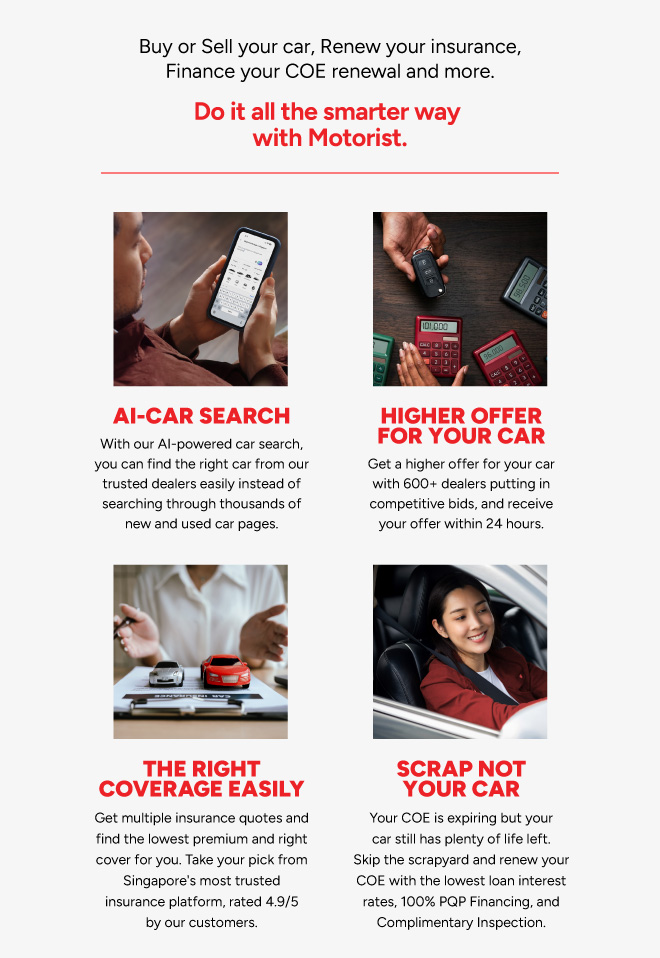 Buy or Sell your car, Renew your insurance,
Finance your COE renewal and more.
Do it all the smarter way
with Motorist.
101,000
AI-CAR SEARCH
With our AI-powered car search,
you can find the right car from our
trusted dealers easily instead of
searching through thousands of
new and used car pages.
HIGHER OFFER
FOR YOUR CAR
Get a higher offer for your car
with 600+ dealers putting in
competitive bids, and receive
your offer within 24 hours.
CAR INSURANCE
THE RIGHT
COVERAGE EASILY
Get multiple insurance quotes and
find the lowest premium and right
cover for you. Take your pick from
Singapore's most trusted
insurance platform, rated 4.9/5
by our customers.
SCRAP NOT
YOUR CAR
Your COE is expiring but your
car still has plenty of life left.
Skip the scrapyard and renew your
COE with the lowest loan interest
rates, 100% PQP Financing, and
Complimentary Inspection.